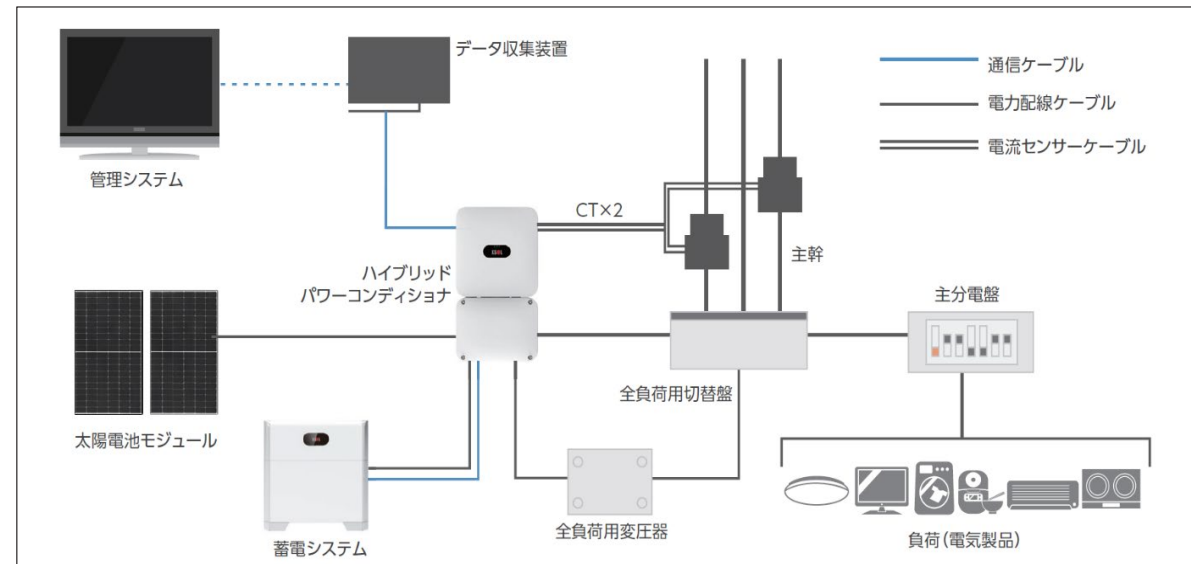 データ収集装置
通信ケーブル
電力配線ケーブル
電流センサーケーブル
管理システム
CT×2
主幹
ハイブリッド
パワーコンディショナ
主分電盤
全負荷用切替盤
太陽電池モジュール
全負荷用変圧器
負荷(電気製品)
蓄電システム